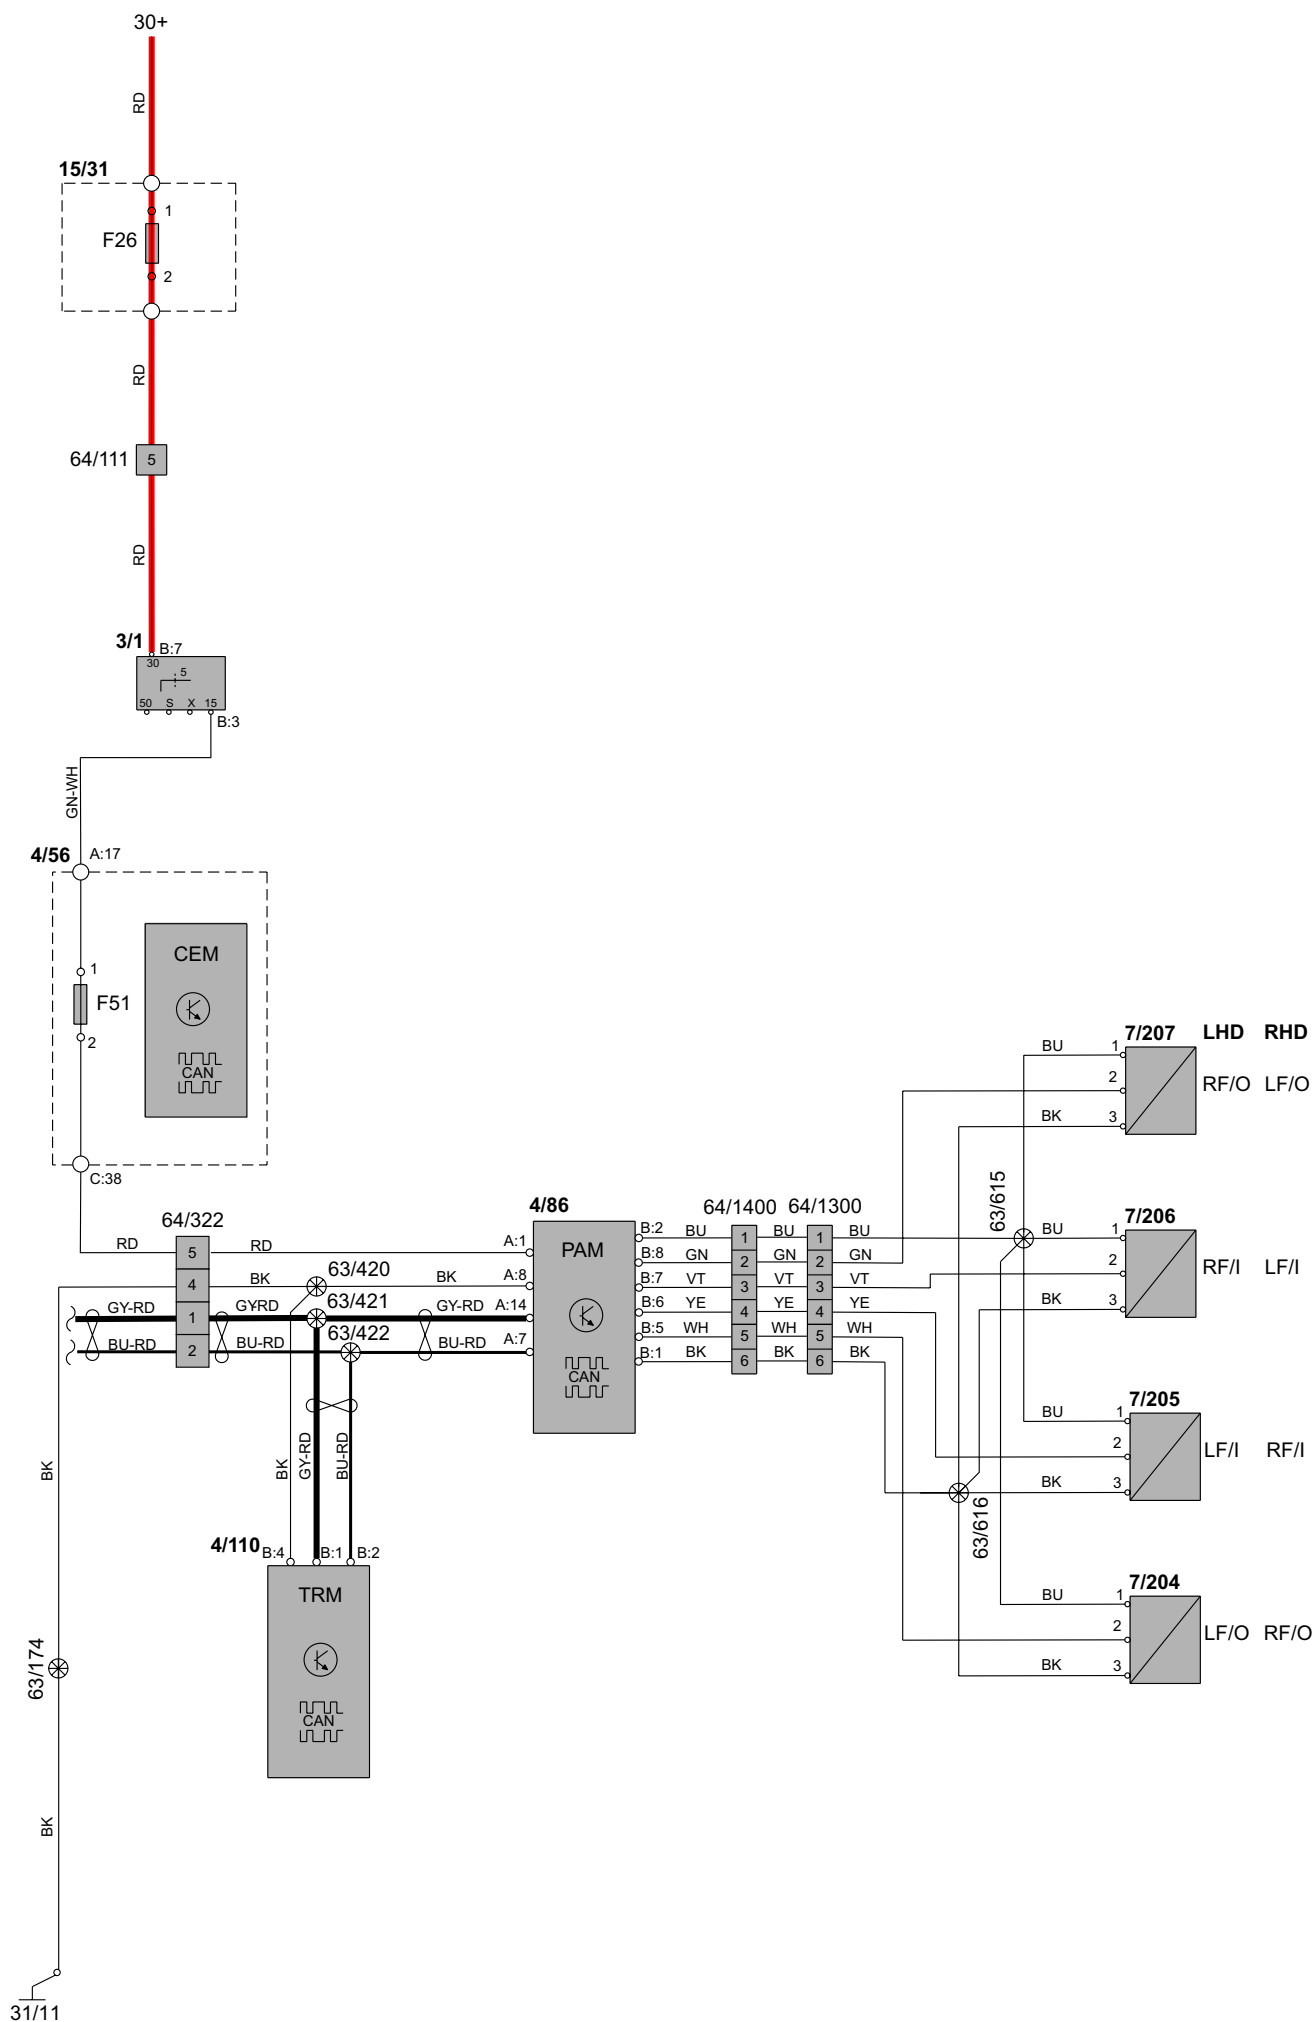 30+
RD
15/31
1
F26
2
RD
64/111
5
RD
3/1
B:7
30
5
50 S X 15
B:3
GN-WH
4/56
A:17
CEM
1
F51
2
CAN
C:38
7/207 LHD RHD
BU 1
2
RF/O LF/O
BK 3
63/615
7/206
BU 1
2
RF/I LF/I
BK 3
64/322
4/86
64/1400 64/1300
RD 5 RD A:1
4 BK 63/420 BK A:8
GY-RD 1 GY-RD 63/421 GY-RD A:14
BU-RD 2 BU-RD 63/422 BU-RD A:7
PAM
CAN
B:2 BU 1 BU 1 BU
B:8 GN 2 GN 2 GN
B:7 VT 3 VT 3 VT
B:6 YE 4 YE 4 YE
B:5 WH 5 WH 5 WH
B:1 BK 6 BK 6 BK
7/205
BU 1
2
LF/I RF/I
BK 3
63/616
BK
BK
GY-RD
BU-RD
4/110
B:4 B:1 B:2
TRM
CAN
7/204
BU 1
2
LF/O RF/O
BK 3
63/174
BK
31/11